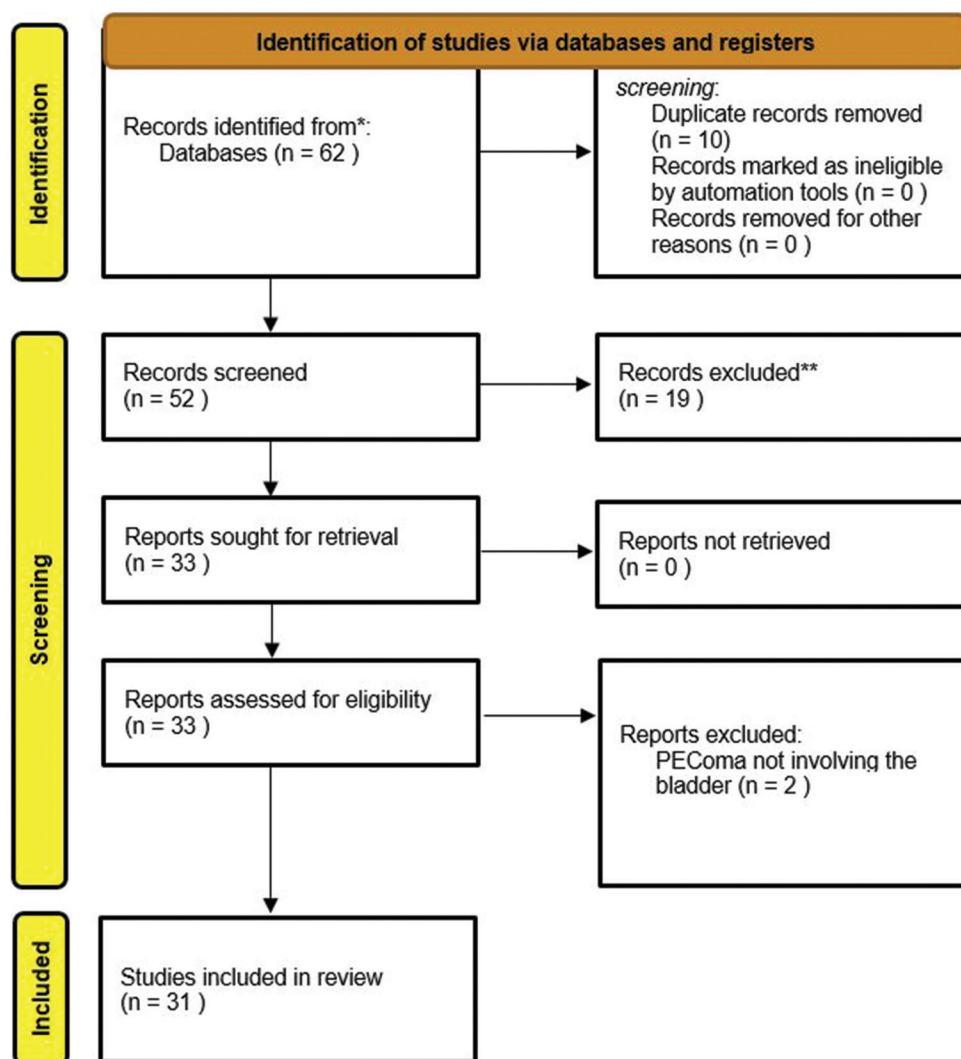 Identification of studies via databases and registers
Identification
Records identified from*:
Databases (n = 62 )
screening:
Duplicate records removed
(n = 10)
Records marked as ineligible
by automation tools (n = 0 )
Records removed for other
reasons (n = 0 )
Screening
Records screened
(n = 52 )
Records excluded**
(n = 19 )
Reports sought for retrieval
(n = 33 )
Reports not retrieved
(n = 0 )
Reports assessed for eligibility
(n = 33 )
Reports excluded:
PEComa not involving the
bladder (n = 2 )
Included
Studies included in review
(n = 31 )